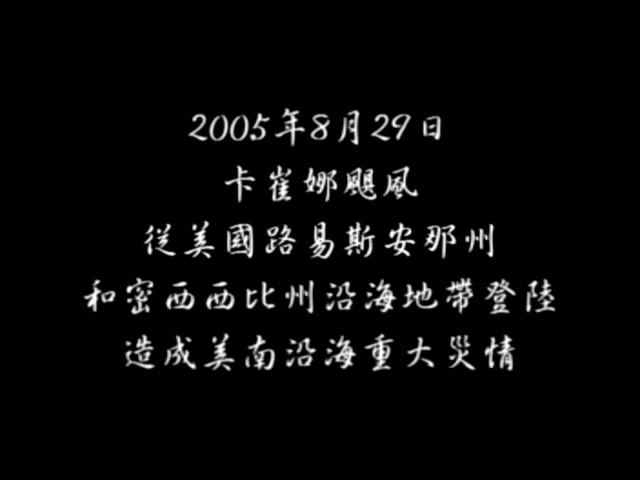 2005年8月29日
卡崔娜颶風
從美國路易斯安那州
和密西西比州沿海地帶登陸
造成美南沿海重大災情